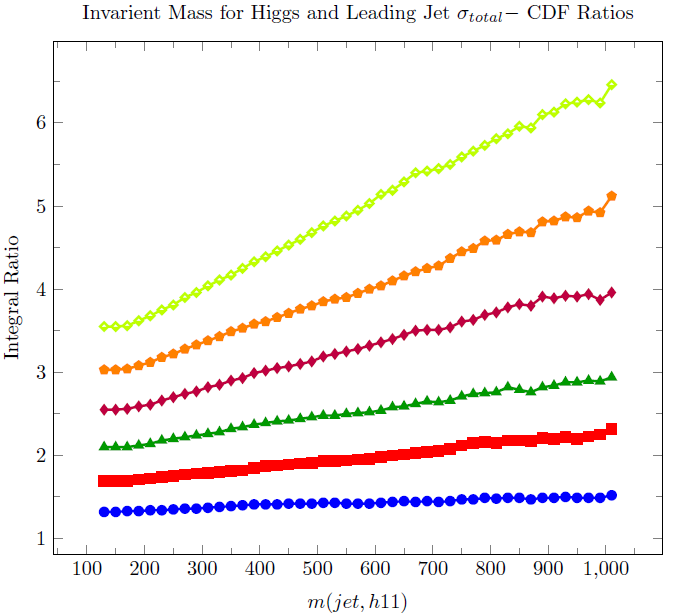 Invarient Mass for Higgs and Leading Jet σ_total− CDF Ratios
Integral Ratio
6
5
4
3
2
1
100 200 300 400 500 600 700 800 900 1,000
m(jet, h11)